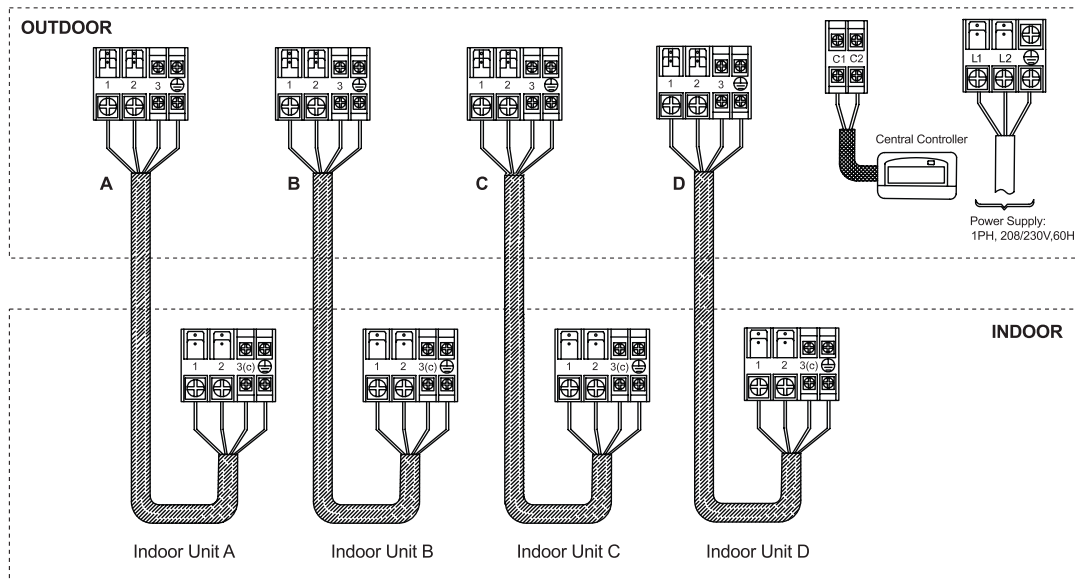 OUTDOOR
1 2 3
1 2 3
1 2 3
1 2 3
C1 C2
L1 L2
Central Controller
A
B
C
D
Power Supply:
1PH, 208/230V,60H
INDOOR
1 2 3(c)
1 2 3(c)
1 2 3(c)
1 2 3(c)
Indoor Unit A
Indoor Unit B
Indoor Unit C
Indoor Unit D